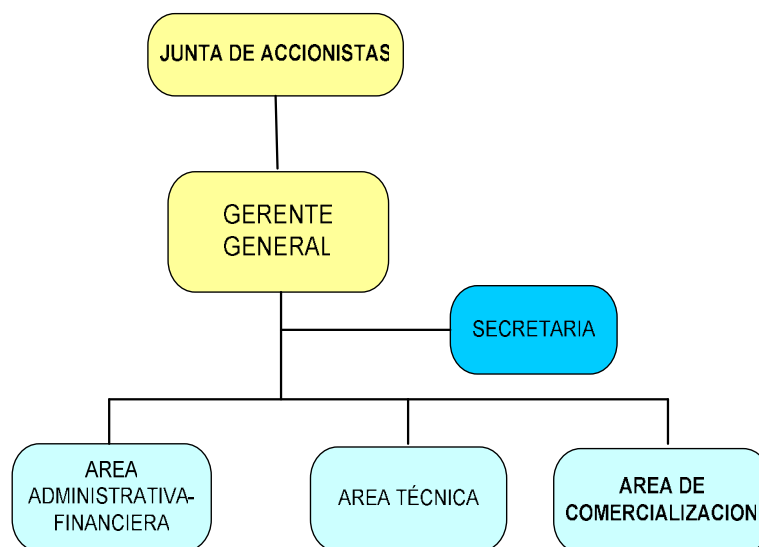 JUNTA DE ACCIONISTAS
GERENTE
GENERAL
SECRETARIA
AREA
ADMINISTRATIVA-
FINANCIERA
AREA TÉCNICA
AREA DE
COMERCIALIZACION